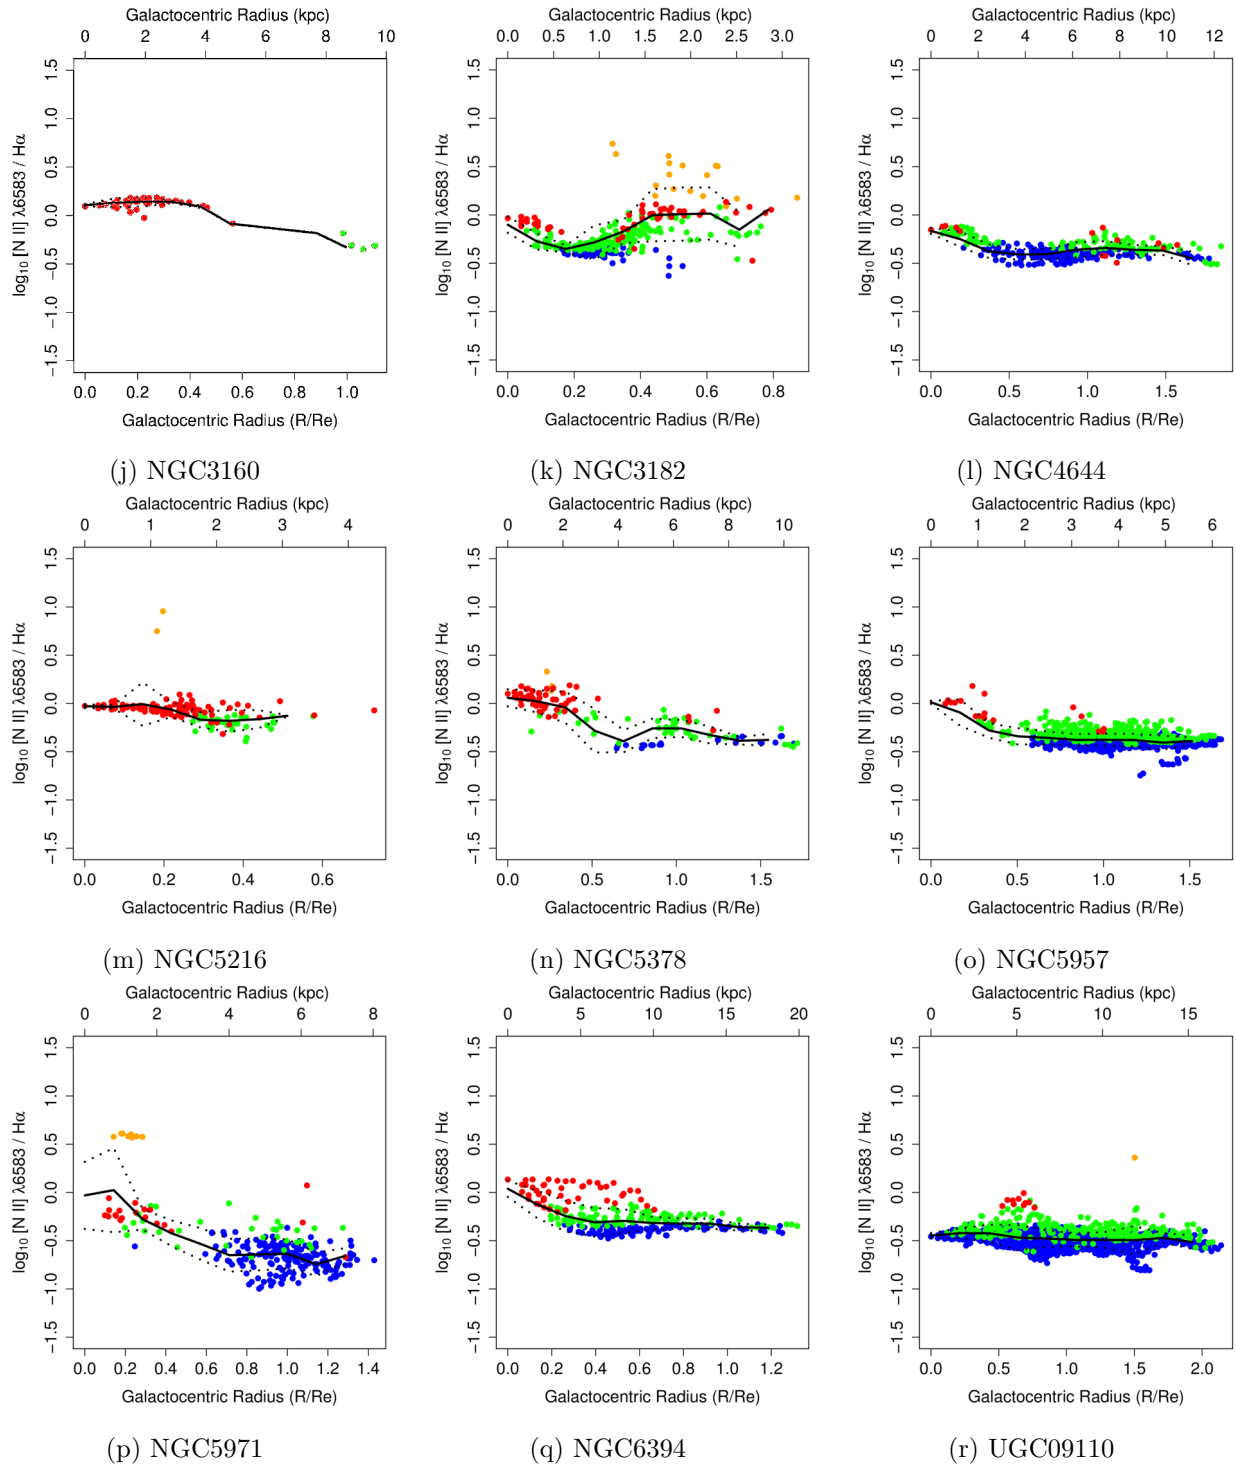 Galactocentric Radius (kpc) Galactocentric Radius (kpc) Galactocentric Radius (kpc)
0 2 4 6 8 10 0.0 0.5 1.0 1.5 2.0 2.5 3.0 0 2 4 6 8 10 12
log10 [N II] λ6583 / Hα log10 [N II] λ6583 / Hα log10 [N II] λ6583 / Hα
1.5 1.5 1.5
1.0 1.0 1.0
0.5 0.5 0.5
0.0 0.0 0.0
−0.5 −0.5 −0.5
−1.0 −1.0 −1.0
−1.5 −1.5 −1.5
0.0 0.2 0.4 0.6 0.8 1.0 0.0 0.2 0.4 0.6 0.8 0.0 0.5 1.0 1.5
Galactocentric Radius (R/Re) Galactocentric Radius (R/Re) Galactocentric Radius (R/Re)
(j) NGC3160 (k) NGC3182 (l) NGC4644
Galactocentric Radius (kpc) Galactocentric Radius (kpc) Galactocentric Radius (kpc)
0 1 2 3 4 0 2 4 6 8 10 0 1 2 3 4 5 6
log10 [N II] λ6583 / Hα log10 [N II] λ6583 / Hα log10 [N II] λ6583 / Hα
1.5 1.5 1.5
1.0 1.0 1.0
0.5 0.5 0.5
0.0 0.0 0.0
−0.5 −0.5 −0.5
−1.0 −1.0 −1.0
−1.5 −1.5 −1.5
0.0 0.2 0.4 0.6 0.0 0.5 1.0 1.5 0.0 0.5 1.0 1.5
Galactocentric Radius (R/Re) Galactocentric Radius (R/Re) Galactocentric Radius (R/Re)
(m) NGC5216 (n) NGC5378 (o) NGC5957
Galactocentric Radius (kpc) Galactocentric Radius (kpc) Galactocentric Radius (kpc)
0 2 4 6 8 0 5 10 15 20 0 5 10 15
log10 [N II] λ6583 / Hα log10 [N II] λ6583 / Hα log10 [N II] λ6583 / Hα
1.5 1.5 1.5
1.0 1.0 1.0
0.5 0.5 0.5
0.0 0.0 0.0
−0.5 −0.5 −0.5
−1.0 −1.0 −1.0
−1.5 −1.5 −1.5
0.0 0.2 0.4 0.6 0.8 1.0 1.2 1.4 0.0 0.2 0.4 0.6 0.8 1.0 1.2 0.0 0.5 1.0 1.5 2.0
Galactocentric Radius (R/Re) Galactocentric Radius (R/Re) Galactocentric Radius (R/Re)
(p) NGC5971 (q) NGC6394 (r) UGC09110